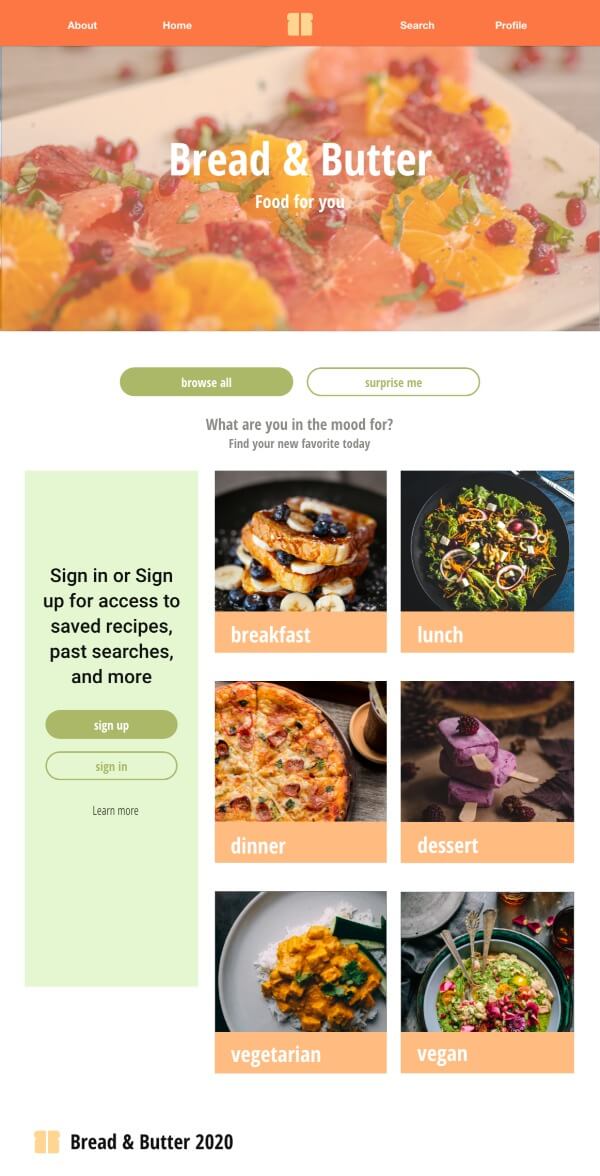 About
Home
Search
Profile
Bread & Butter
Food for you
browse all
surprise me
What are you in the mood for?
Find your new favorite today
Sign in or Sign
up for access to
saved recipes,
past searches,
and more
sign up
sign in
Learn more
breakfast
lunch
dinner
dessert
vegetarian
vegan
Bread & Butter 2020